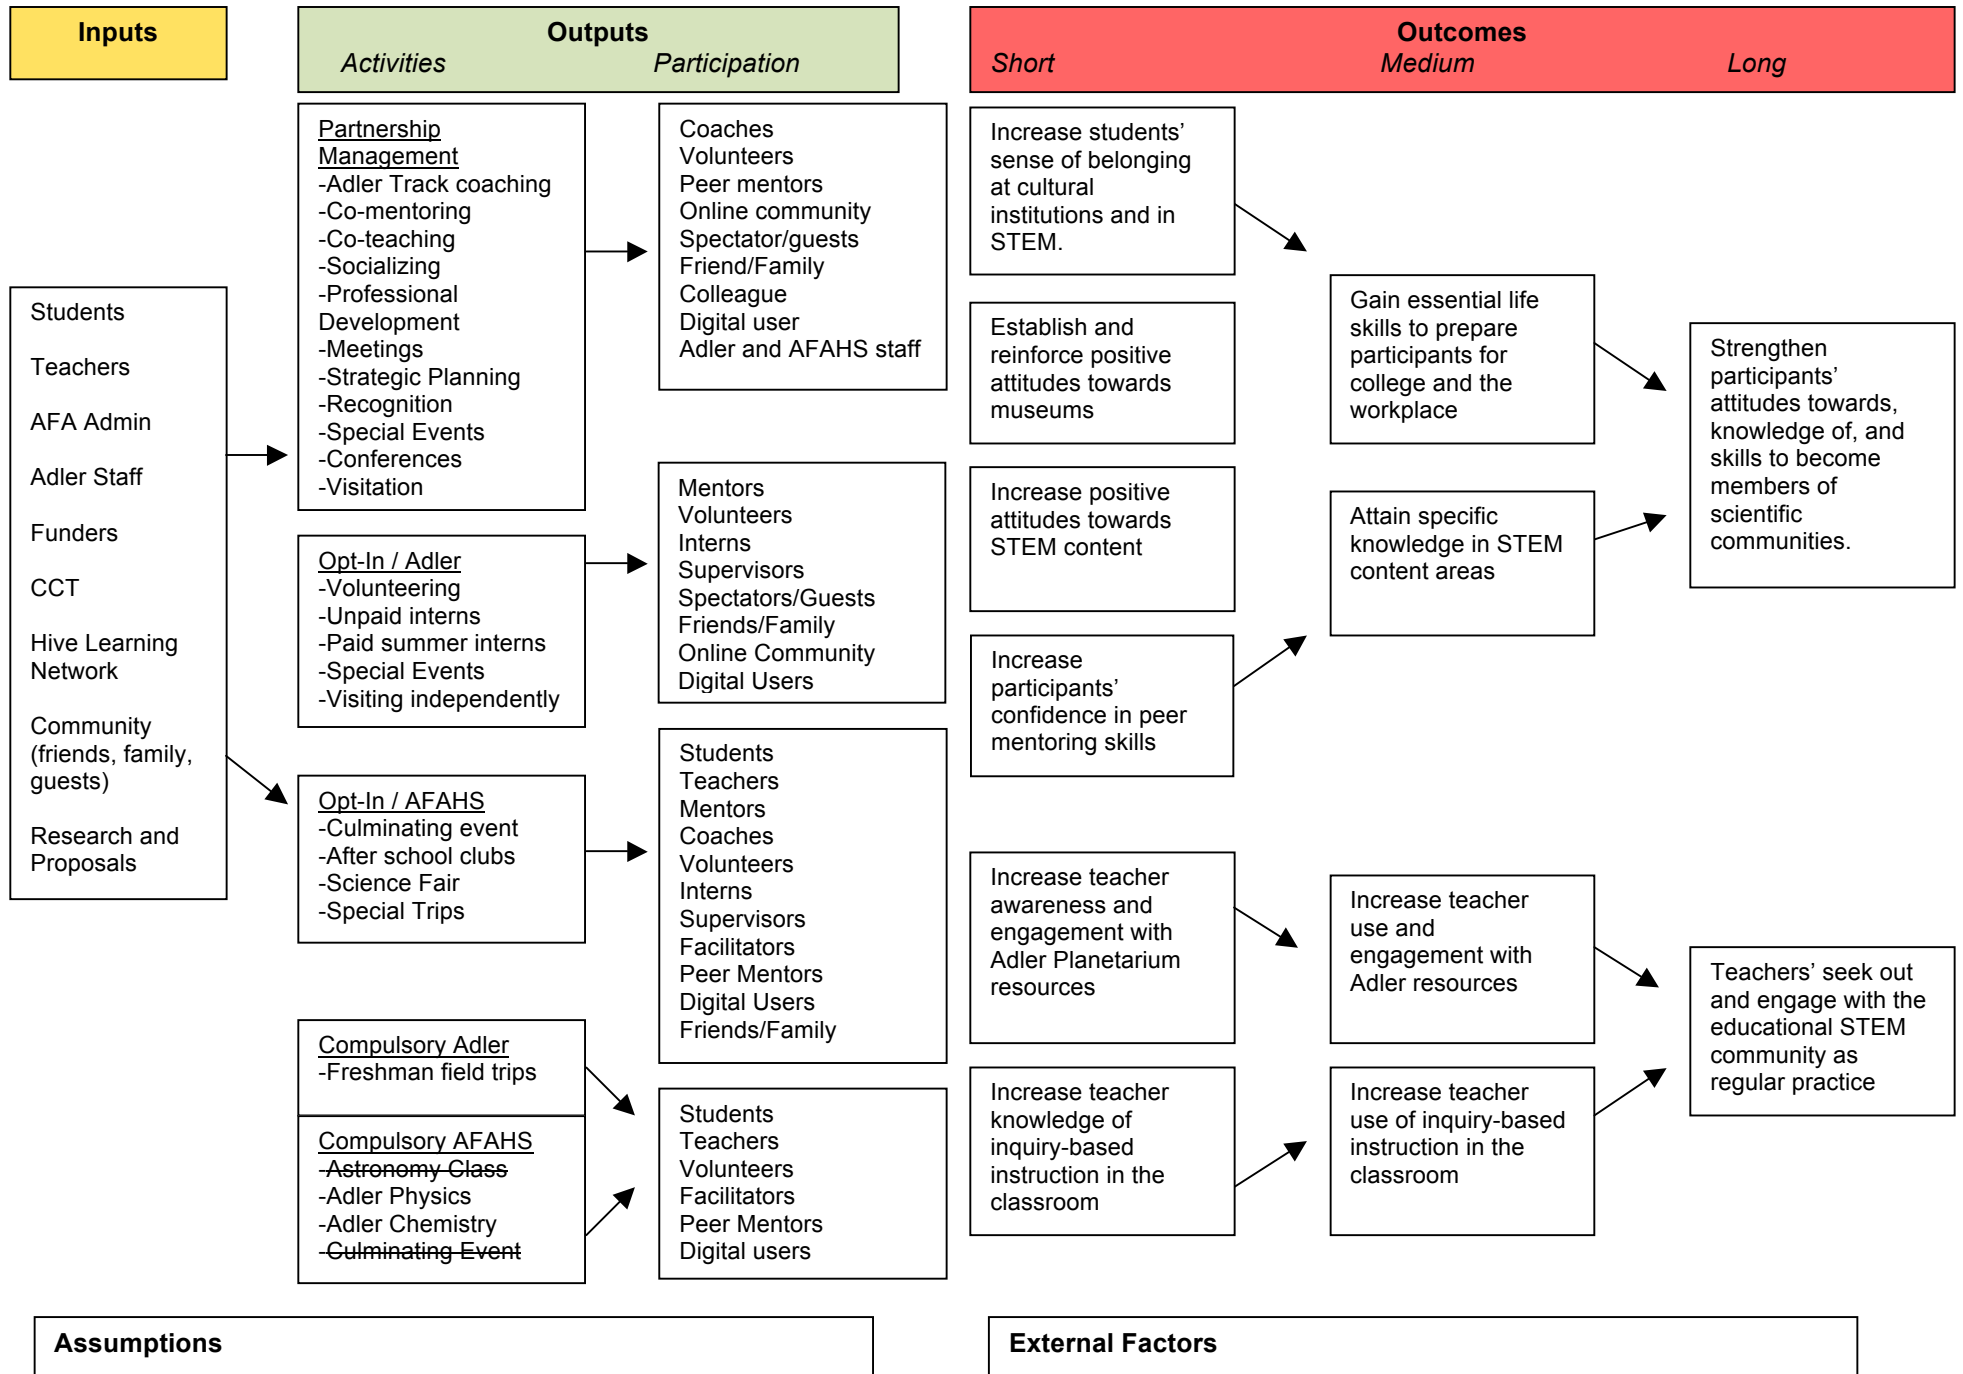 Inputs
Outputs
Activities Participation
Outcomes
Short Medium Long
Students
Teachers
AFA Admin
Adler Staff
Funders
CCT
Hive Learning
Network
Community
(friends, family,
guests)
Research and
Proposals
Partnership
Management
-Adler Track coaching
-Co-mentoring
-Co-teaching
-Socializing
-Professional
Development
-Meetings
-Strategic Planning
-Recognition
-Special Events
-Conferences
-Visitation
Opt-In / Adler
-Volunteering
-Unpaid interns
-Paid summer interns
-Special Events
-Visiting independently
Opt-In / AFAHS
-Culminating event
-After school clubs
-Science Fair
-Special Trips
Compulsory Adler
-Freshman field trips
Compulsory AFAHS
-Astronomy Class
-Adler Physics
-Adler Chemistry
-Culminating Event
Coaches
Volunteers
Peer mentors
Online community
Spectator/guests
Friend/Family
Colleague
Digital user
Adler and AFAHS staff
Mentors
Volunteers
Interns
Supervisors
Spectators/Guests
Friends/Family
Online Community
Digital Users
Students
Teachers
Mentors
Coaches
Volunteers
Interns
Supervisors
Facilitators
Peer Mentors
Digital Users
Friends/Family
Students
Teachers
Volunteers
Facilitators
Peer Mentors
Digital users
Increase students’
sense of belonging
at cultural
institutions and in
STEM.
Establish and
reinforce positive
attitudes towards
museums
Increase positive
attitudes towards
STEM content
Increase
participants’
confidence in peer
mentoring skills
Increase teacher
awareness and
engagement with
Adler Planetarium
resources
Increase teacher
knowledge of
inquiry-based
instruction in the
classroom
Gain essential life
skills to prepare
participants for
college and the
workplace
Attain specific
knowledge in STEM
content areas
Increase teacher
use and
engagement with
Adler resources
Increase teacher
use of inquiry-based
instruction in the
classroom
Strengthen
participants’
attitudes towards,
knowledge of, and
skills to become
members of
scientific
communities.
Teachers’ seek out
and engage with the
educational STEM
community as
regular practice
Assumptions
External Factors